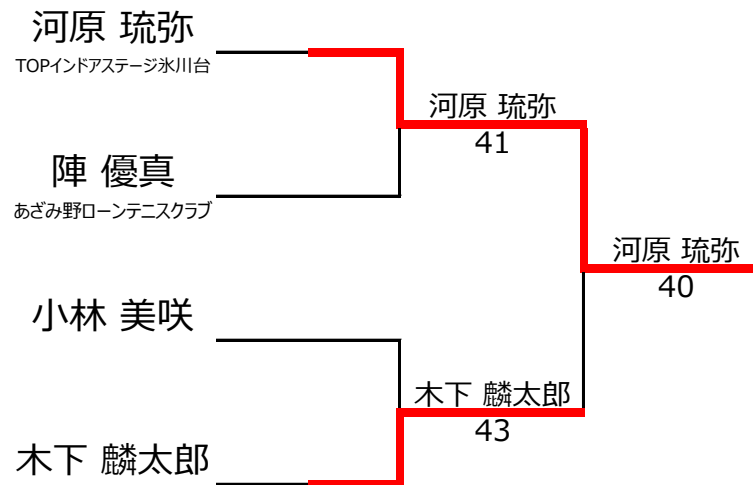 河原 琉弥
TOPインドアステージ氷川台
河原 琉弥
41
陣 優真
あざみ野ローンテニスクラブ
河原 琉弥
40
小林 美咲
木下 麟太郎
43
木下 麟太郎